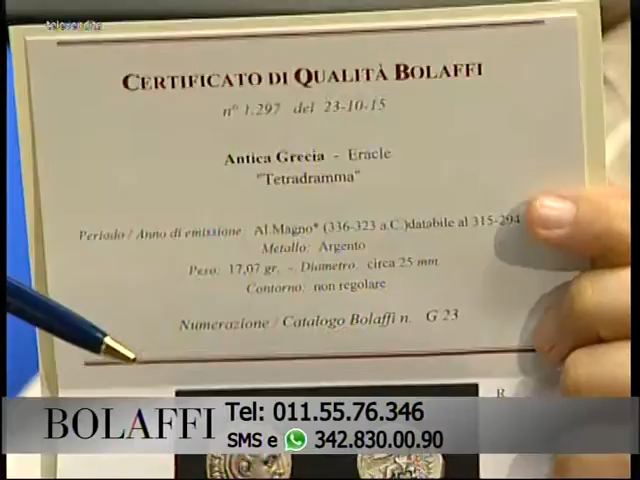 televendita
CERTIFICATO DI QUALITÀ BOLAFFI
n° 1.297 del 23-10-15
Antica Grecia - Eracle
"Tetradramma"
Periodo / Anno di emissione: Al.Magno* (336-323 a.C.)databile al 315-294
Metallo: Argento
Peso: 17,07 gr. - Diametro: circa 25 mm
Contorno: non regolare
Numerazione / Catalogo Bolaffi n. G 23
R
BOLAFFI
Tel: 011.55.76.346
SMS e 342.830.00.90